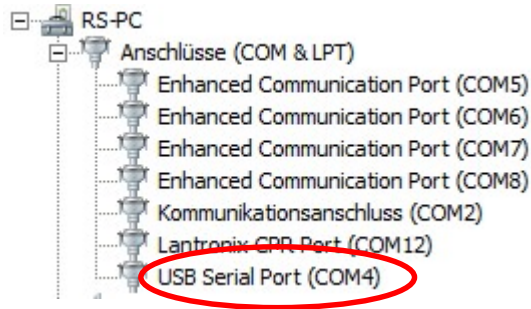 RS-PC
Anschlüsse (COM & LPT)
Enhanced Communication Port (COM5)
Enhanced Communication Port (COM6)
Enhanced Communication Port (COM7)
Enhanced Communication Port (COM8)
Kommunikationsanschluss (COM2)
Lantronix CPR Port (COM12)
USB Serial Port (COM4)